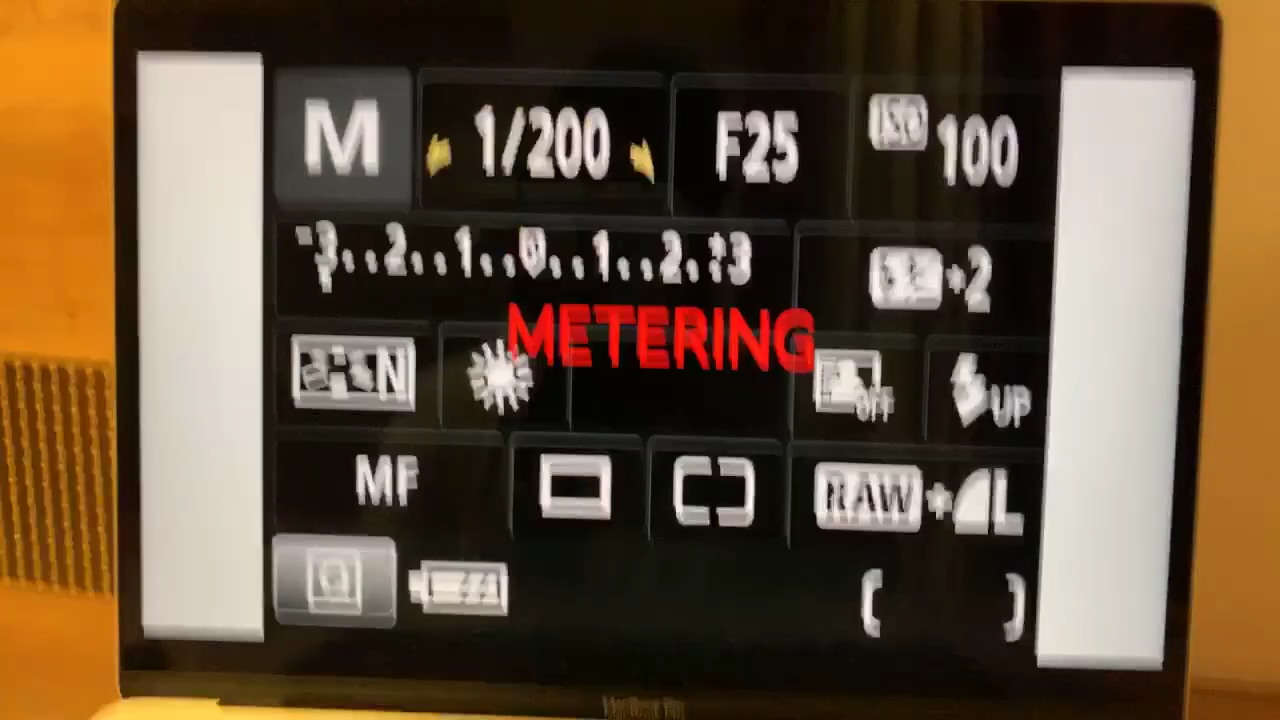 M 1/200 F25 ISO 100
-3..2..1..0..1..2.:+3 +2
METERING
N OFF UP
MF RAW+L
Q
[ ]